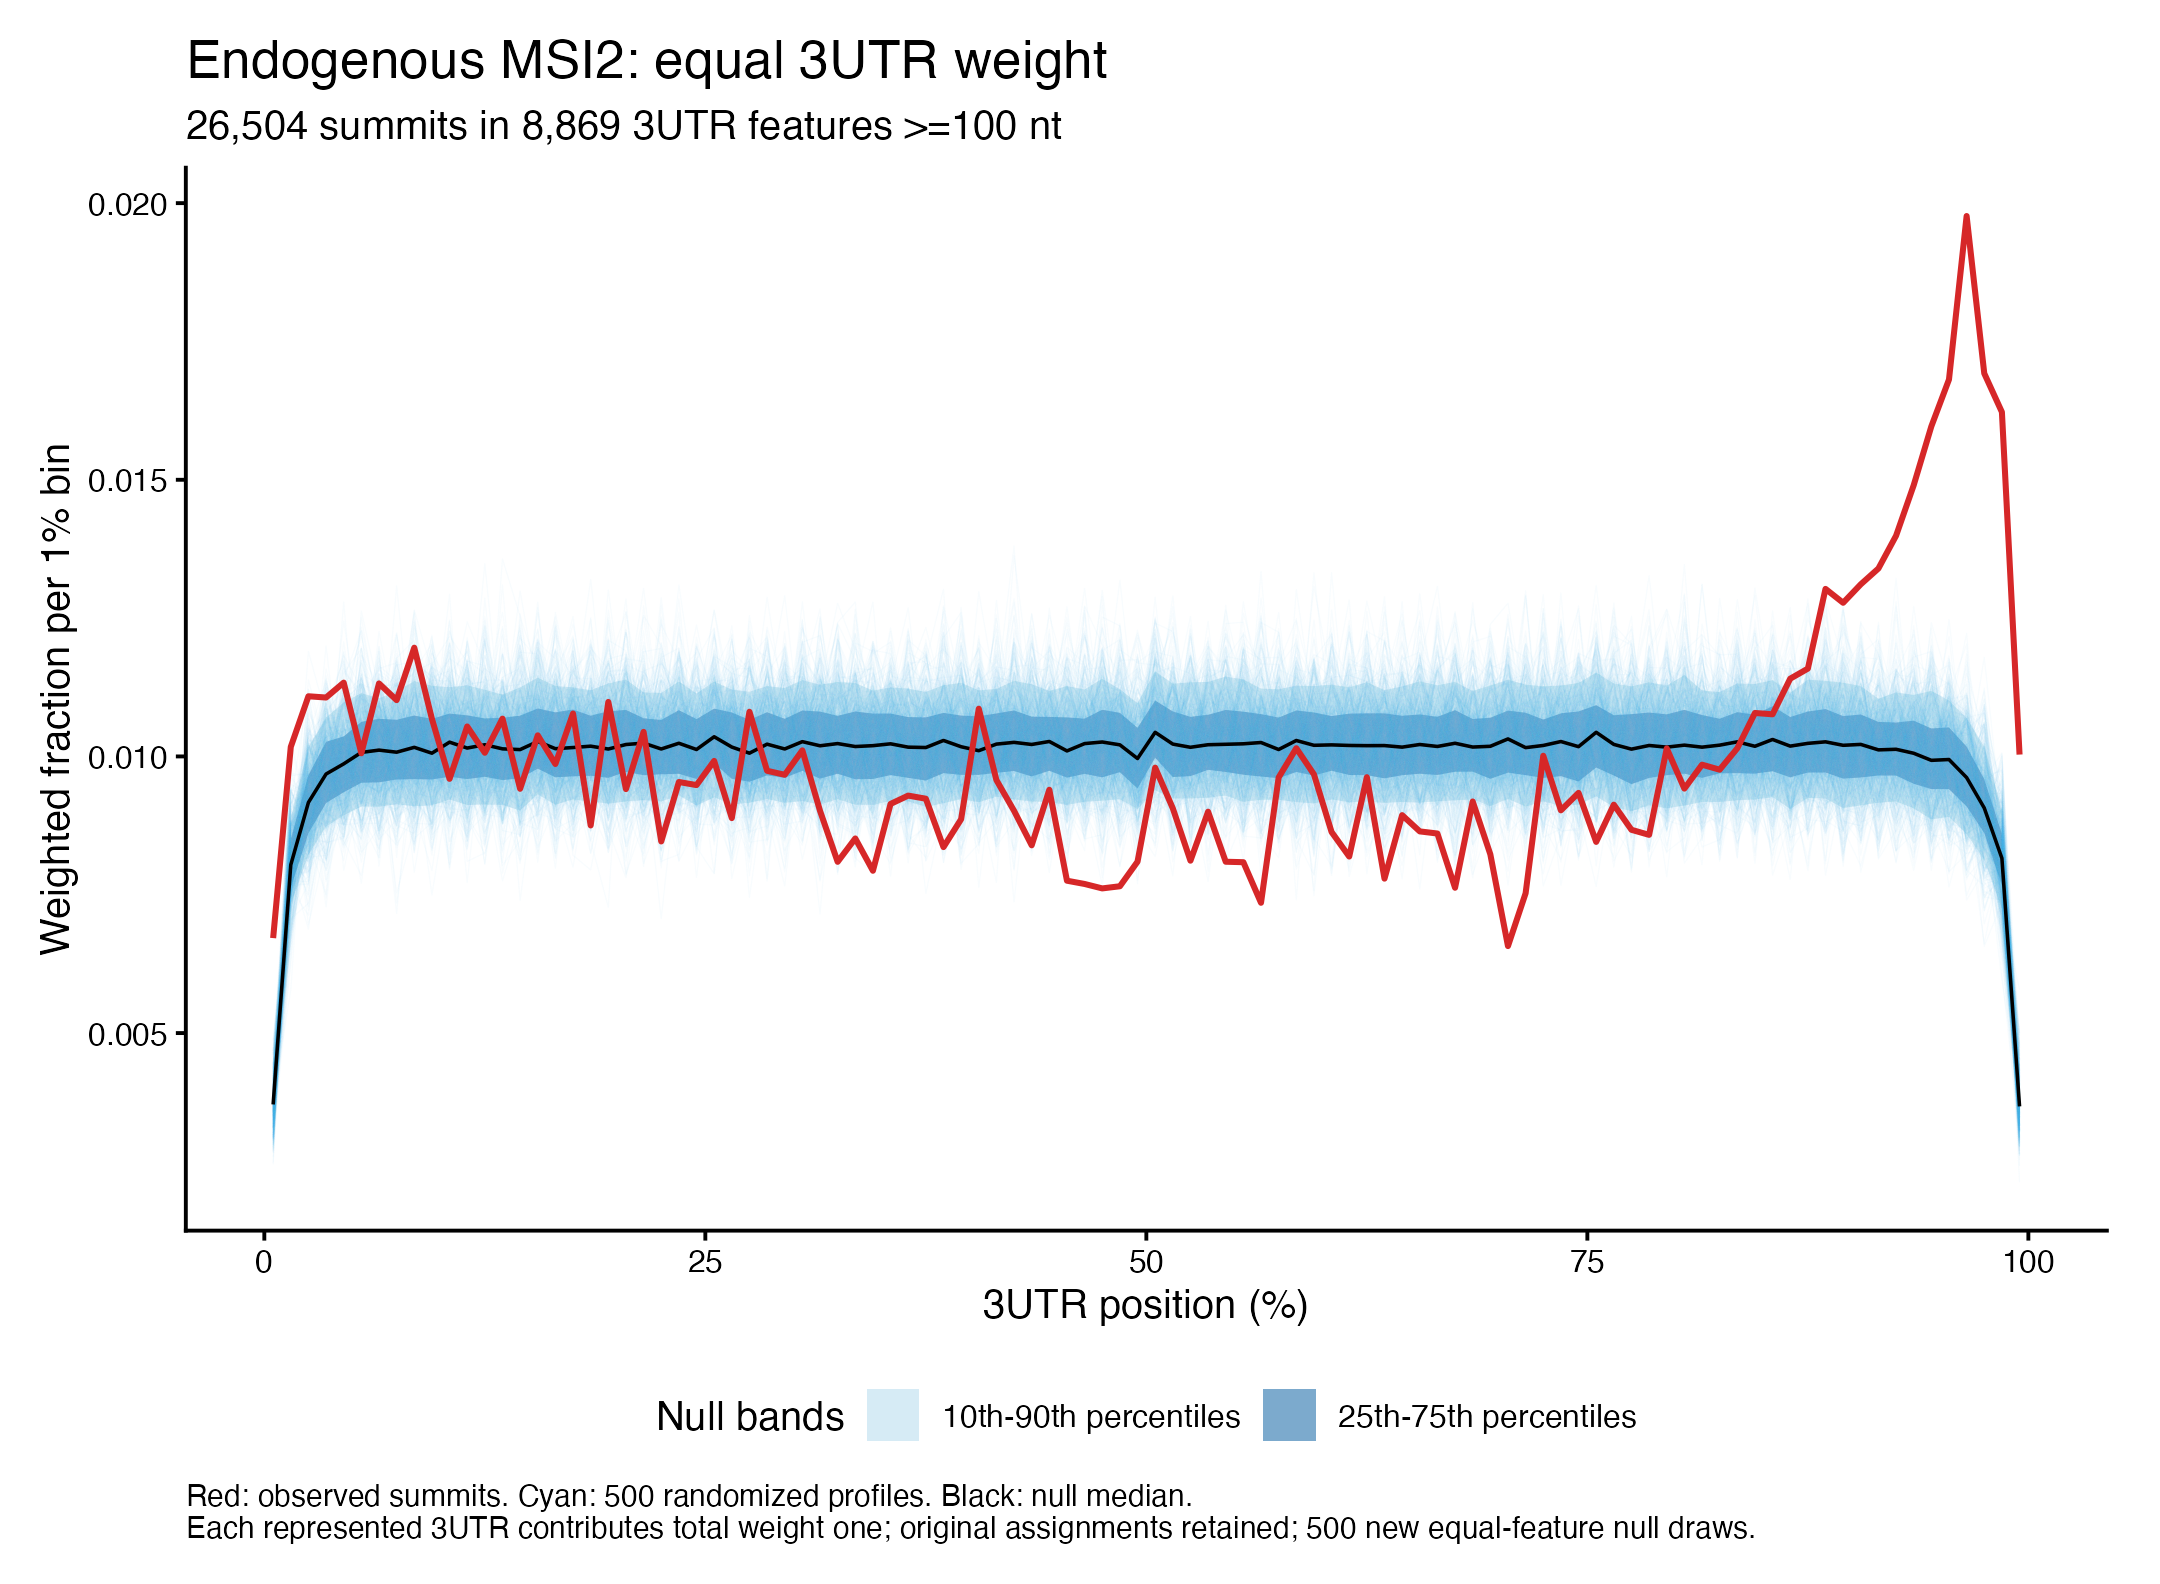 Endogenous MSI2: equal 3UTR weight
26,504 summits in 8,869 3UTR features >=100 nt
Weighted fraction per 1% bin
0.020
0.015
0.010
0.005
0
25
50
75
100
3UTR position (%)
Null bands
10th-90th percentiles
25th-75th percentiles
Red: observed summits. Cyan: 500 randomized profiles. Black: null median.
Each represented 3UTR contributes total weight one; original assignments retained; 500 new equal-feature null draws.